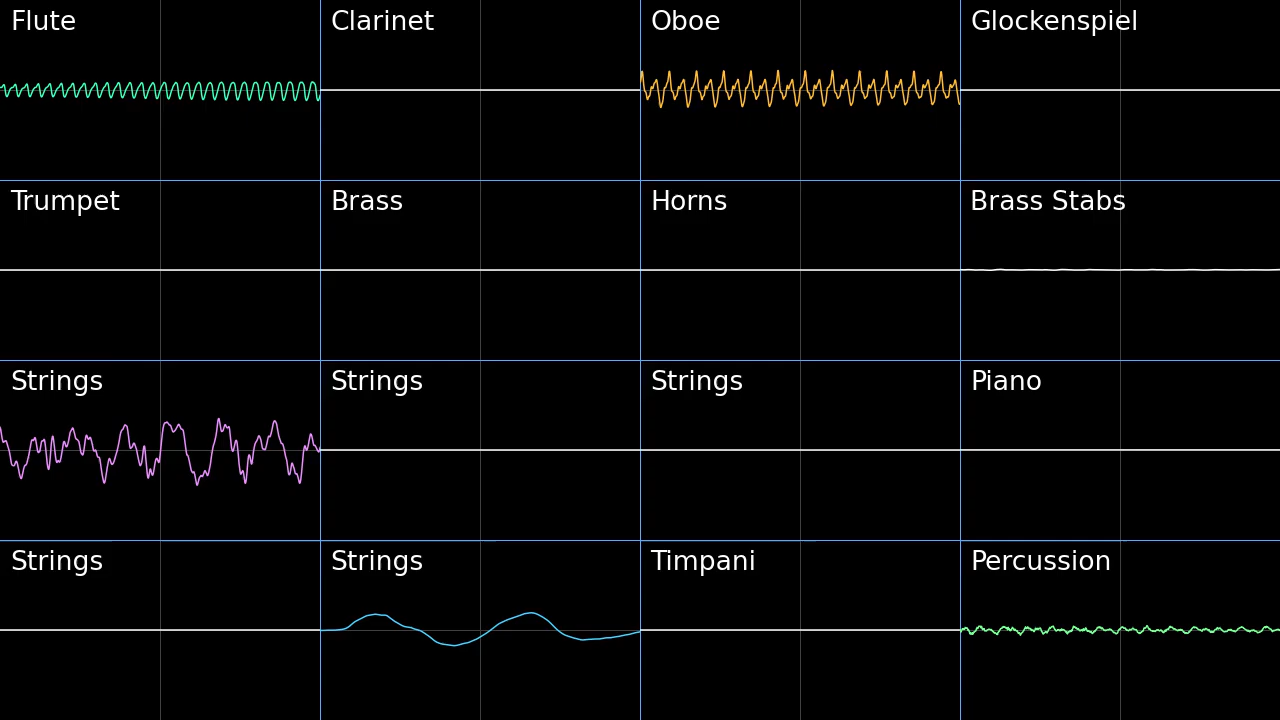 Flute
Clarinet
Oboe
Glockenspiel
Trumpet
Brass
Horns
Brass Stabs
Strings
Strings
Strings
Piano
Strings
Strings
Timpani
Percussion